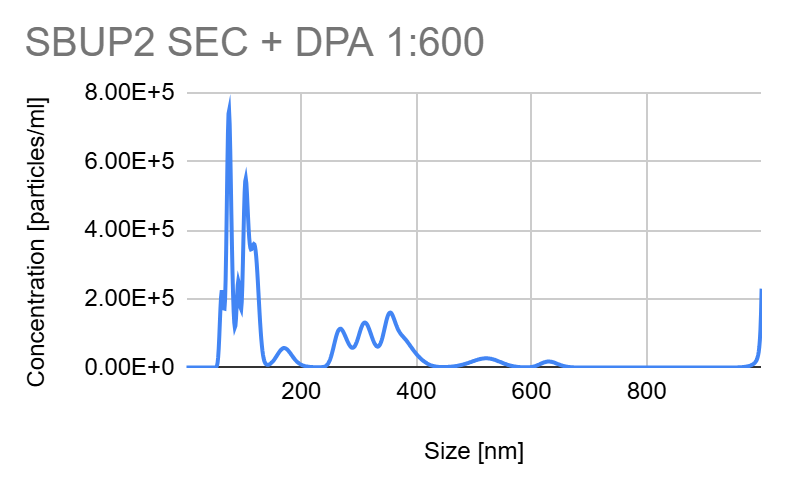 SBUP2 SEC + DPA 1:600
Concentration [particles/ml]
8.00E+5
6.00E+5
4.00E+5
2.00E+5
0.00E+0
200 400 600 800
Size [nm]